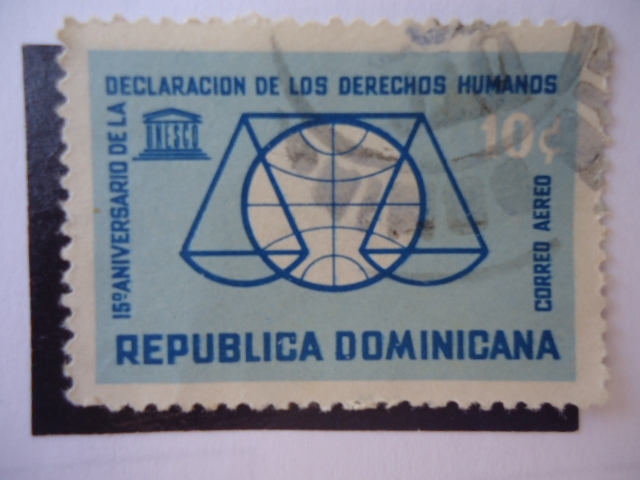 15º ANIVERSARIO DE LA
DECLARACION DE LOS DERECHOS HUMANOS
UNESCO
10¢
CORREO AEREO
REPUBLICA DOMINICANA